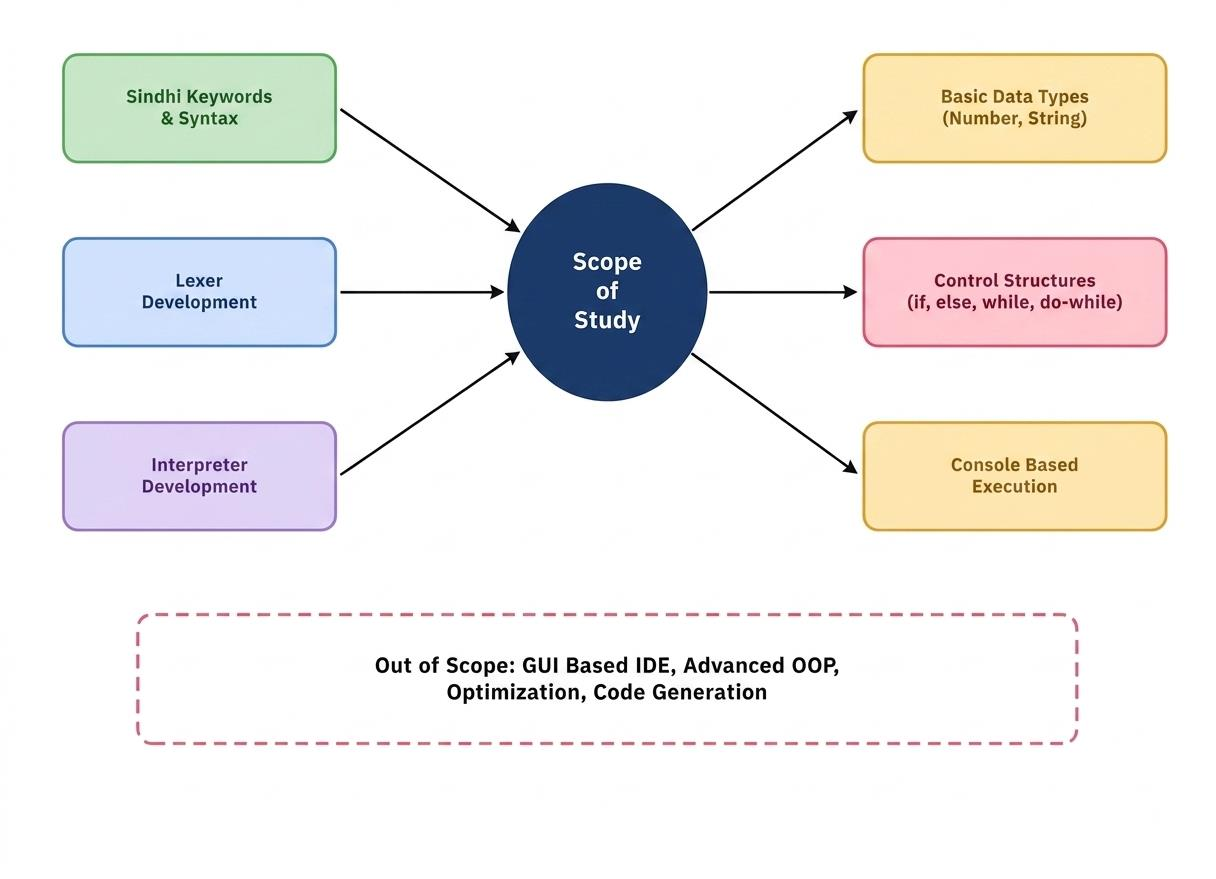 Sindhi Keywords
& Syntax
Lexer
Development
Interpreter
Development
Scope
of
Study
Basic Data Types
(Number, String)
Control Structures
(if, else, while, do-while)
Console Based
Execution
Out of Scope: GUI Based IDE, Advanced OOP,
Optimization, Code Generation